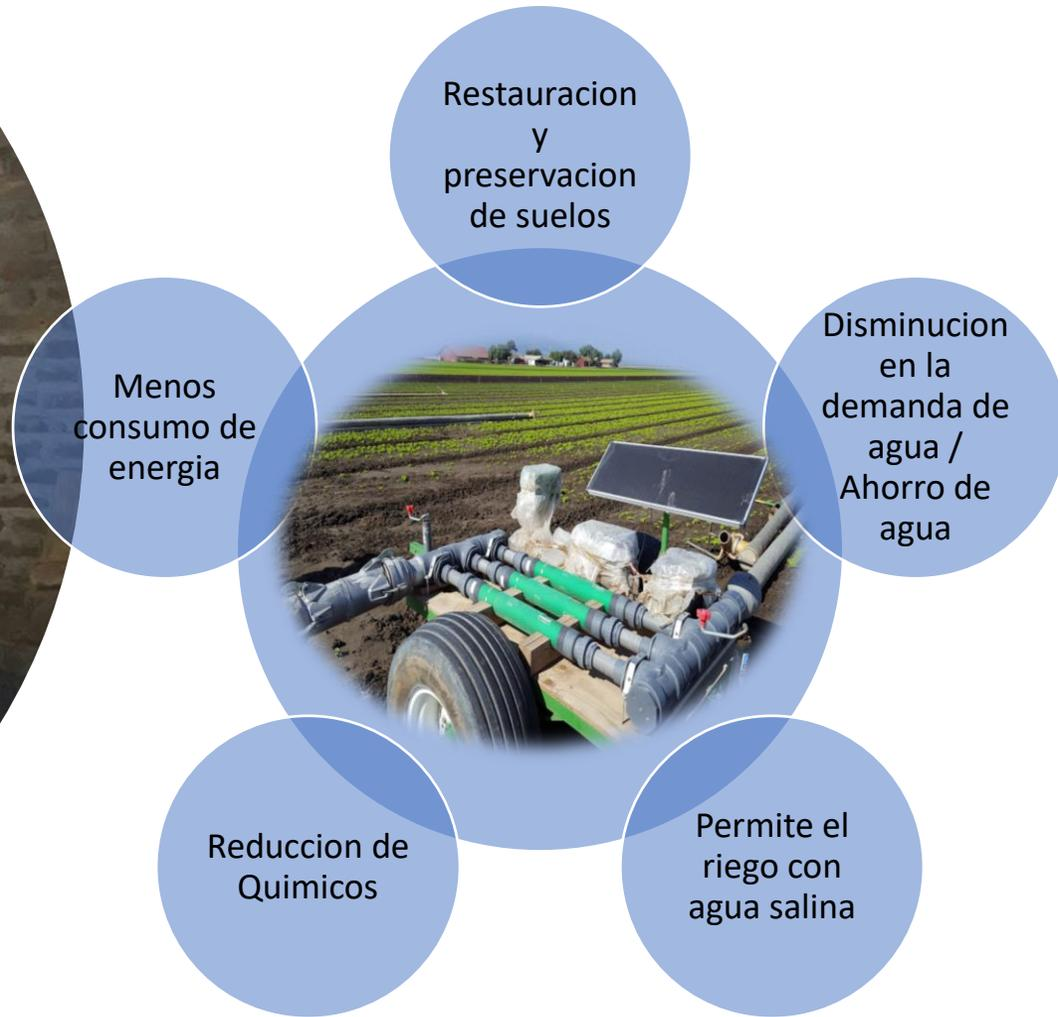 Restauracion
y
preservacion
de suelos
Disminucion
en la
demanda de
agua /
Ahorro de
agua
Permite el
riego con
agua salina
Reduccion de
Quimicos
Menos
consumo de
energia